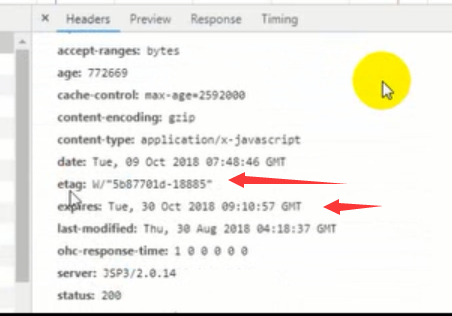 × Headers Preview Response Timing
accept-ranges: bytes
age: 772669
cache-control: max-age=2592000
content-encoding: gzip
content-type: application/x-javascript
date: Tue, 09 Oct 2018 07:48:46 GMT
etag: W/"5b87701d-18885"
expires: Tue, 30 Oct 2018 09:10:57 GMT
last-modified: Thu, 30 Aug 2018 04:18:37 GMT
ohc-response-time: 1 0 0 0 0 0
server: JSP3/2.0.14
status: 200